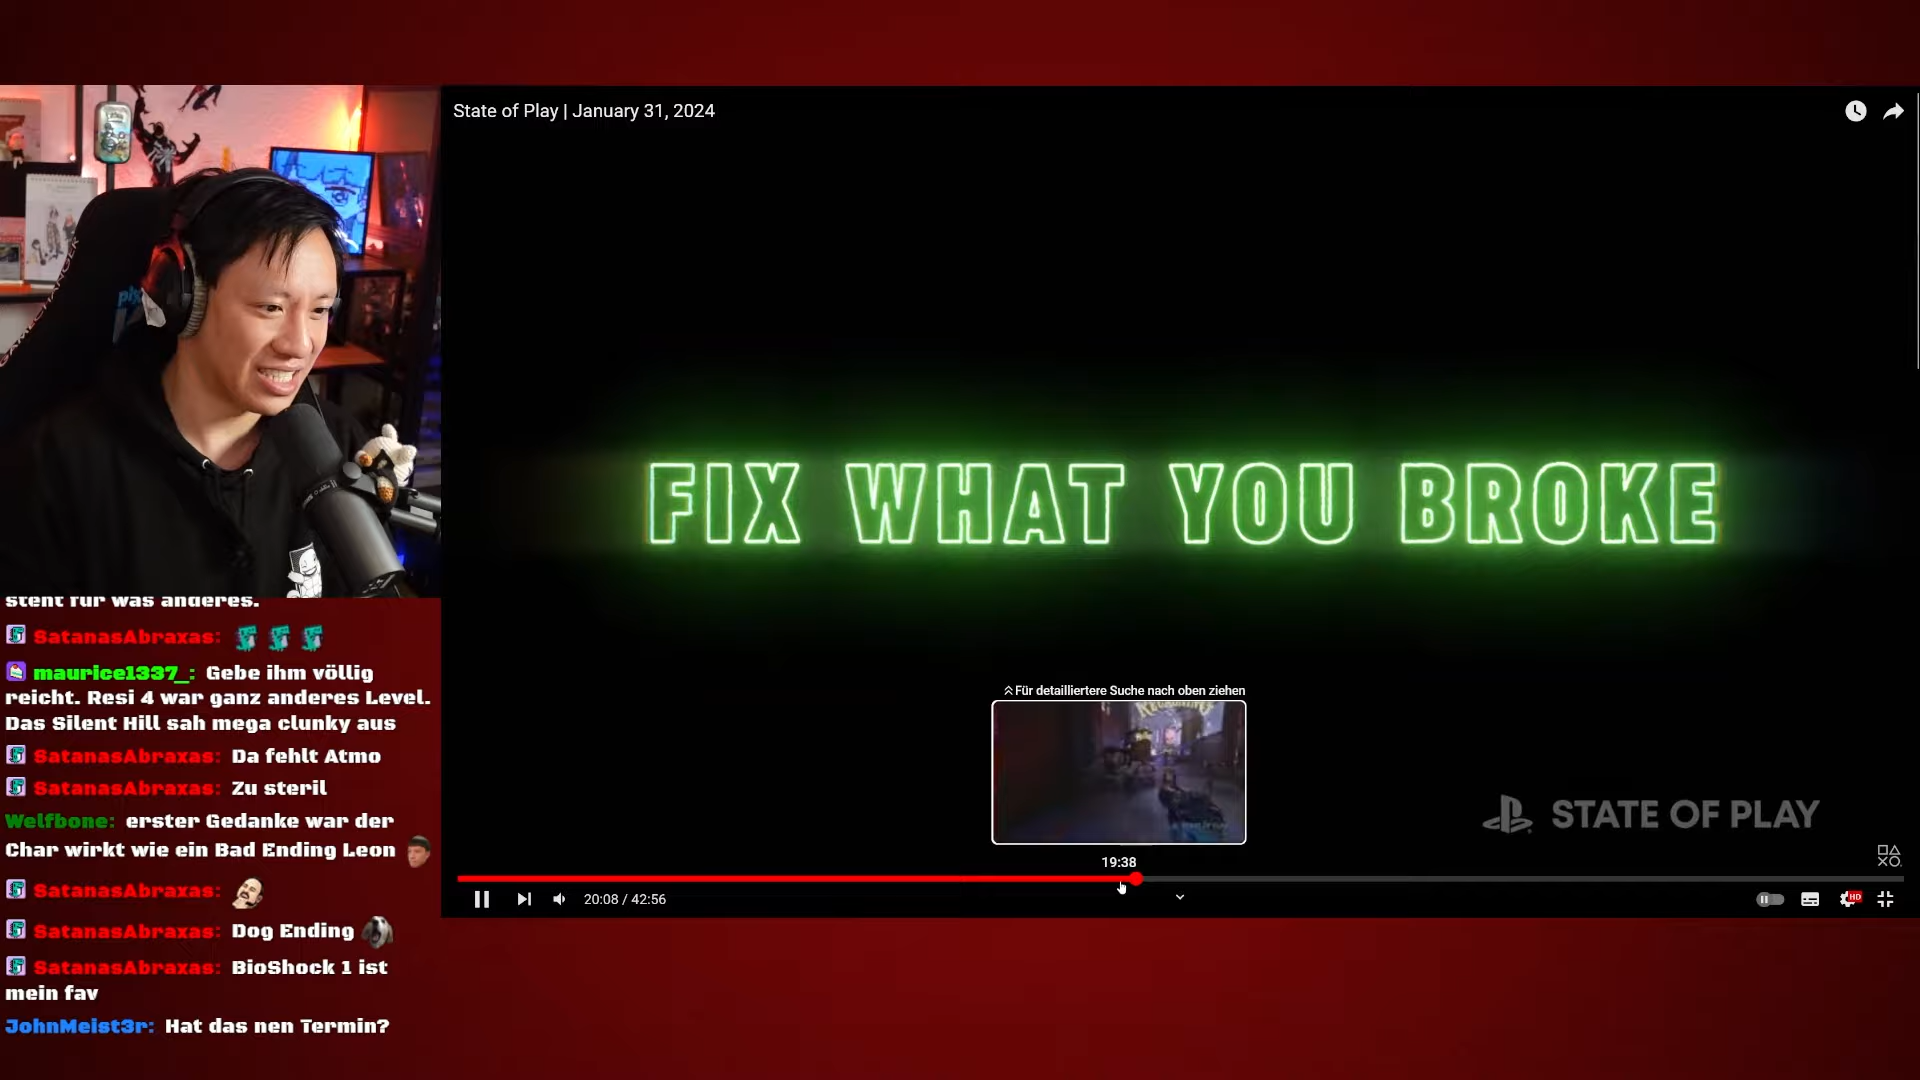 State of Play | January 31, 2024
FIX WHAT YOU BROKE
STATE OF PLAY
Für detailliertere Suche nach oben ziehen
19:38
20:08 / 42:56
HD
steht für was anderes.
SatanasAbraxas:
maurice1337_: Gebe ihm völlig
reicht. Resi 4 war ganz anderes Level.
Das Silent Hill sah mega clunky aus
SatanasAbraxas: Da fehlt Atmo
SatanasAbraxas: Zu steril
Welfbone: erster Gedanke war der
Char wirkt wie ein Bad Ending Leon
SatanasAbraxas:
SatanasAbraxas: Dog Ending
SatanasAbraxas: BioShock 1 ist
mein fav
JohnMeist3r: Hat das nen Termin?